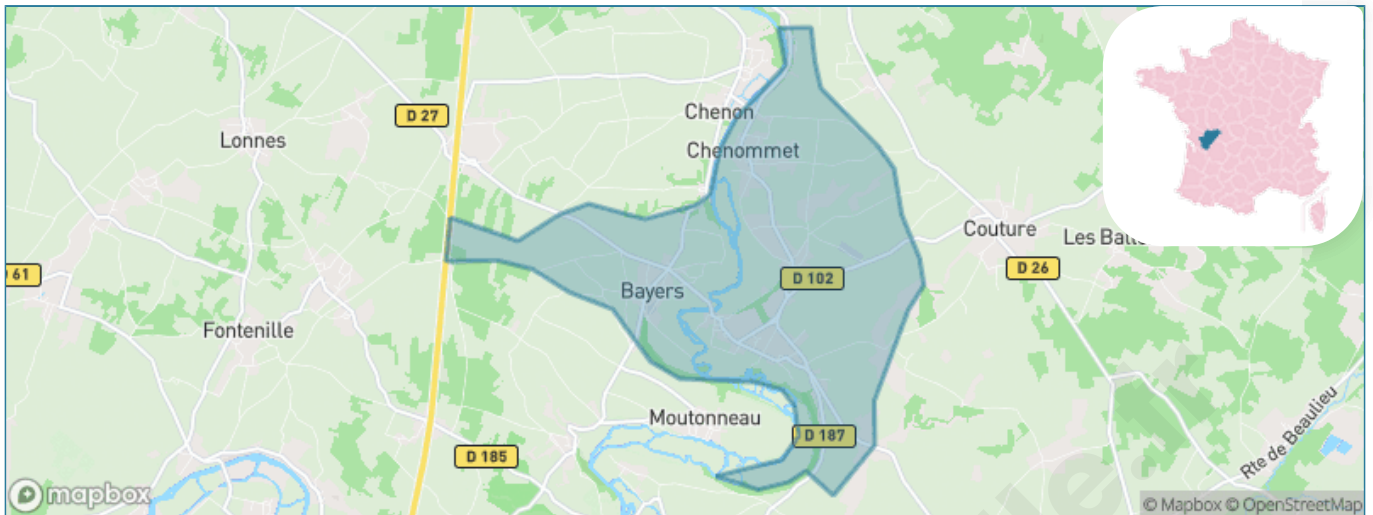 Chenon
D 27
Lonnes
Chenommet
Couture
Les Ball
D 26
D 61
D 102
Bayers
Fontenille
Moutonneau
D 187
D 185
Rte de Beaulieu
mapbox
© Mapbox © OpenStreetMap